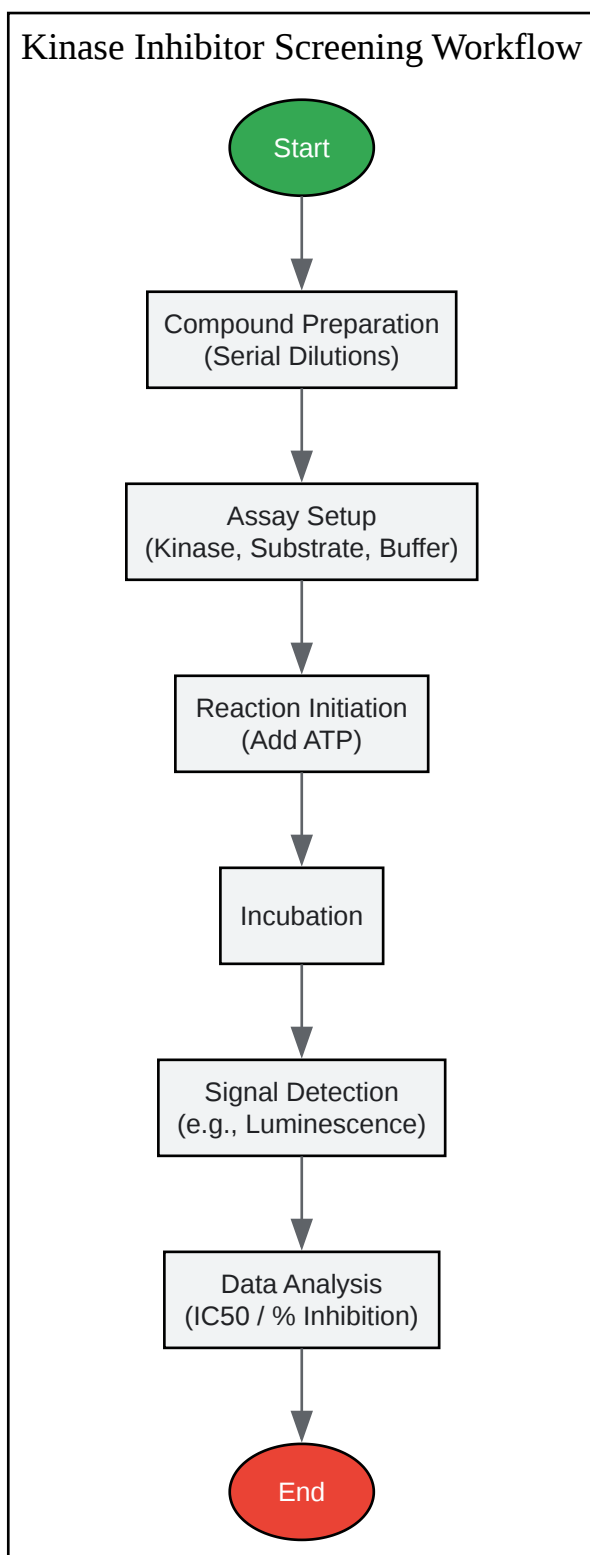 Kinase Inhibitor Screening Workflow
Start
Compound Preparation
(Serial Dilutions)
Assay Setup
(Kinase, Substrate, Buffer)
Reaction Initiation
(Add ATP)
Incubation
Signal Detection
(e.g., Luminescence)
Data Analysis
(IC50 / % Inhibition)
End